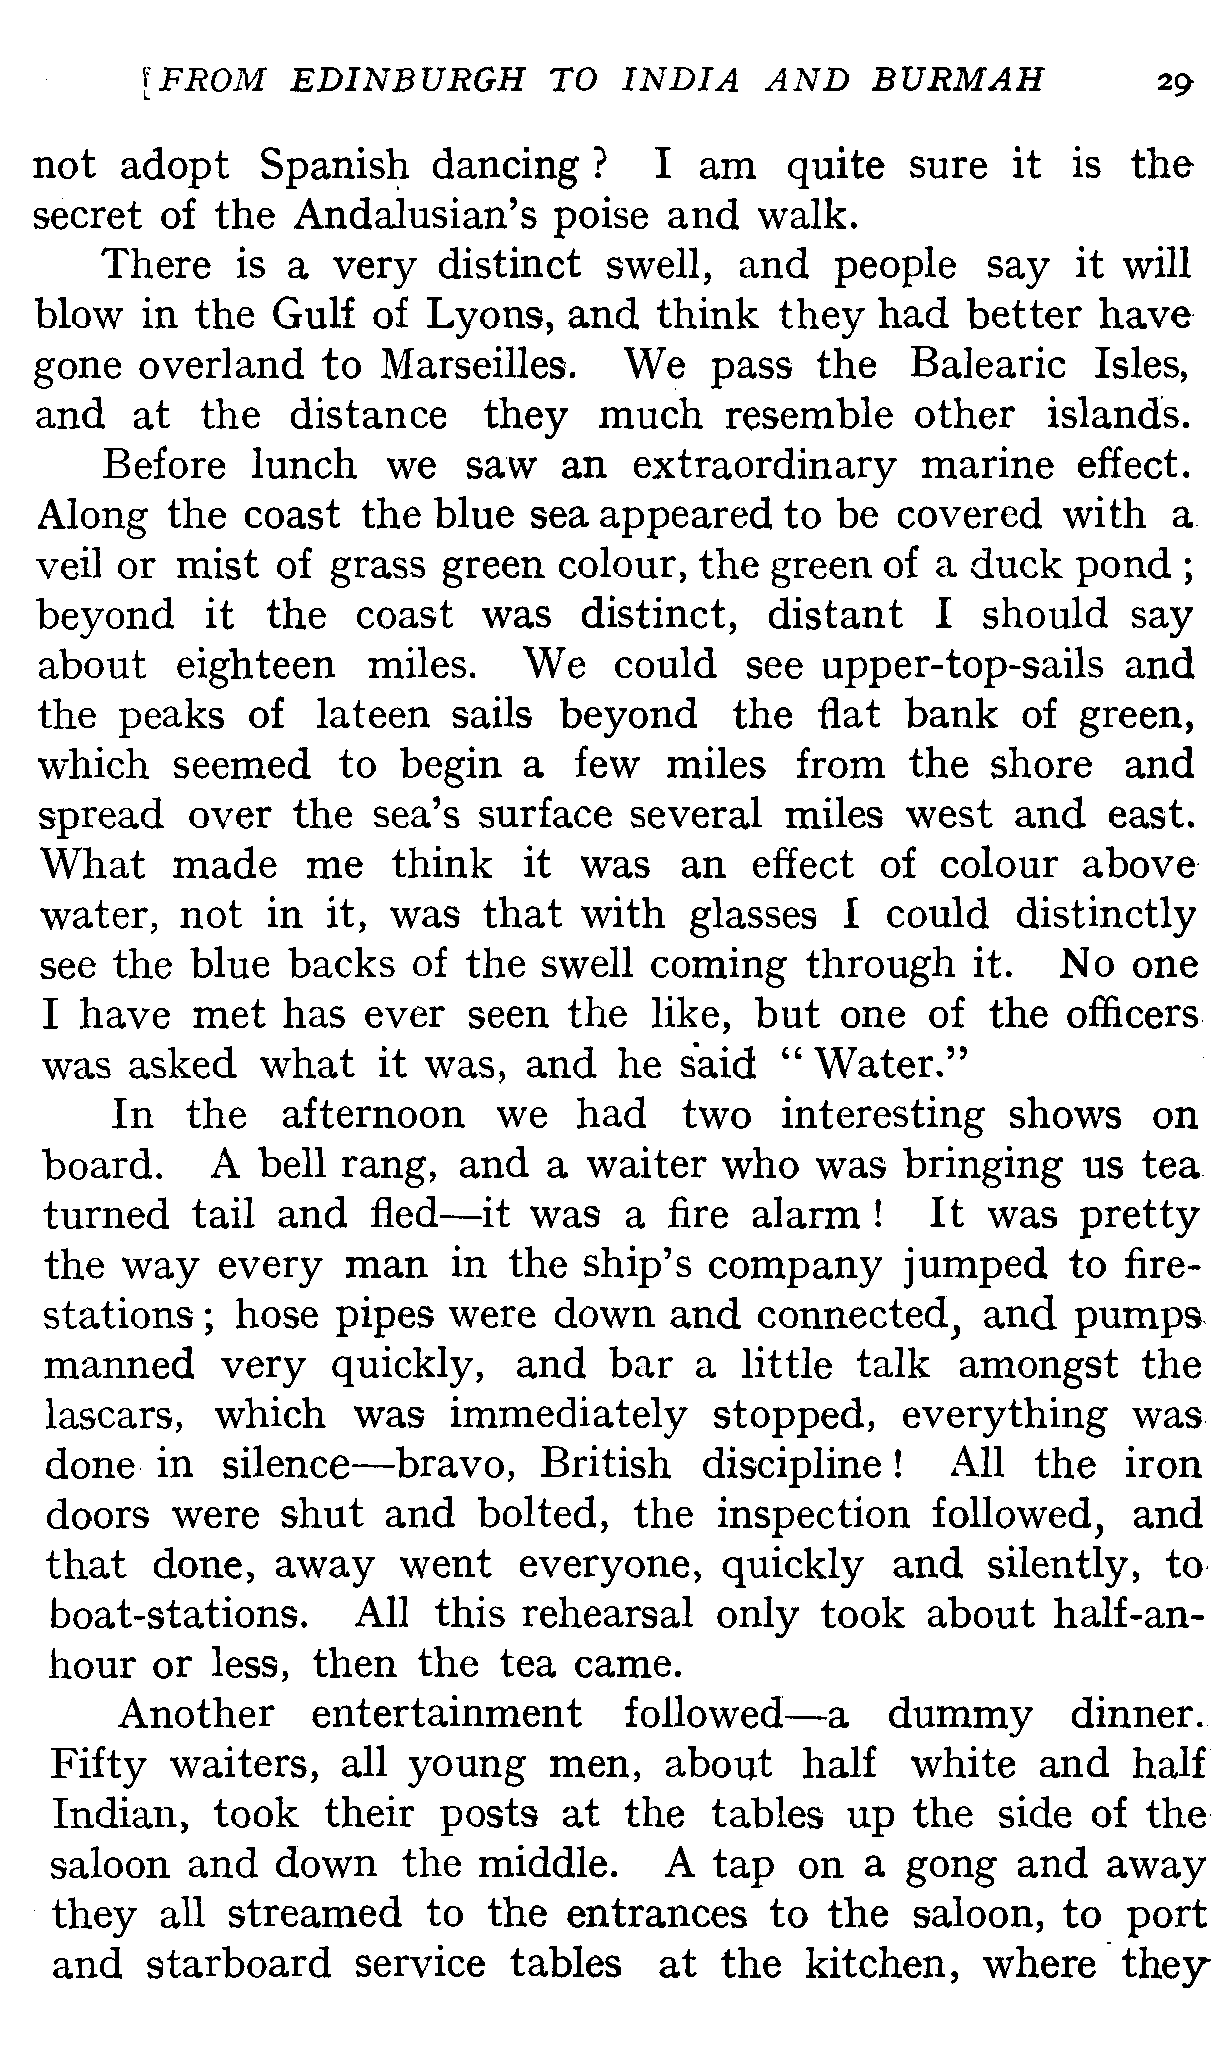 FROM EDINBURGH TO INDIA AND BURMAH 29
not adopt Spanish dancing? I am quite sure it is the
secret of the Andalusian's poise and walk.
There is a very distinct swell, and people say it will
blow in the Gulf of Lyons, and think they had better have
gone overland to Marseilles. We pass the Balearic Isles,
and at the distance they much resemble other islands.
Before lunch we saw an extraordinary marine effect.
Along the coast the blue sea appeared to be covered with a
veil or mist of grass green colour, the green of a duck pond;
beyond it the coast was distinct, distant I should say
about eighteen miles. We could see upper-top-sails and
the peaks of lateen sails beyond the flat bank of green,
which seemed to begin a few miles from the shore and
spread over the sea's surface several miles west and east.
What made me think it was an effect of colour above
water, not in it, was that with glasses I could distinctly
see the blue backs of the swell coming through it. No one
I have met has ever seen the like, but one of the officers
was asked what it was, and he said "Water."
In the afternoon we had two interesting shows on
board. A bell rang, and a waiter who was bringing us tea
turned tail and fled—it was a fire alarm! It was pretty
the way every man in the ship's company jumped to fire-
stations; hose pipes were down and connected, and pumps
manned very quickly, and bar a little talk amongst the
lascars, which was immediately stopped, everything was
done in silence—bravo, British discipline! All the iron
doors were shut and bolted, the inspection followed, and
that done, away went everyone, quickly and silently, to
boat-stations. All this rehearsal only took about half-an-
hour or less, then the tea came.
Another entertainment followed—a dummy dinner.
Fifty waiters, all young men, about half white and half
Indian, took their posts at the tables up the side of the
saloon and down the middle. A tap on a gong and away
they all streamed to the entrances to the saloon, to port
and starboard service tables at the kitchen, where they